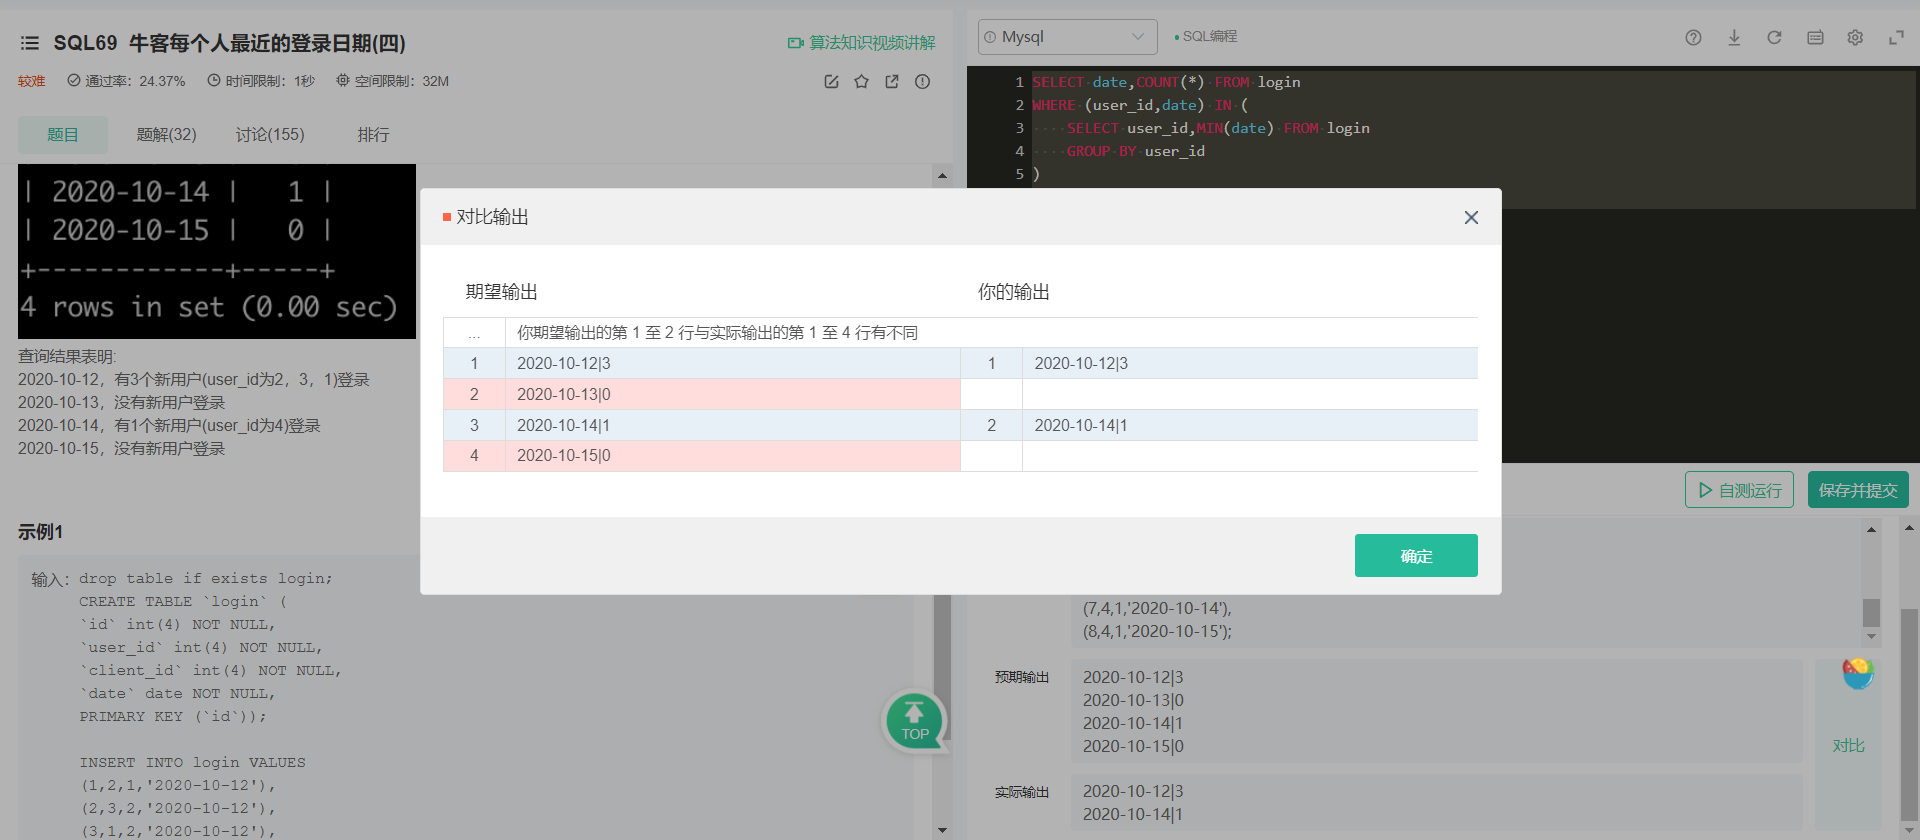 SQL69 牛客每个人最近的登录日期(四)
算法知识视频讲解
较难 通过率：24.37% 时间限制：1秒 空间限制：32M
题目 题解(32) 讨论(155) 排行
| 2020-10-14 | 1 |
| 2020-10-15 | 0 |
+------------+-----+
4 rows in set (0.00 sec)
查询结果表明:
2020-10-12，有3个新用户(user_id为2，3，1)登录
2020-10-13，没有新用户登录
2020-10-14，有1个新用户(user_id为4)登录
2020-10-15，没有新用户登录
示例1
输入：drop table if exists login;
CREATE TABLE `login` (
`id` int(4) NOT NULL,
`user_id` int(4) NOT NULL,
`client_id` int(4) NOT NULL,
`date` date NOT NULL,
PRIMARY KEY (`id`));
INSERT INTO login VALUES
(1,2,1,'2020-10-12'),
(2,3,2,'2020-10-12'),
(3,1,2,'2020-10-12'),
TOP
Mysql
SQL编程
1 SELECT date,COUNT(*) FROM login
2 WHERE (user_id,date) IN (
3 SELECT user_id,MIN(date) FROM login
4 GROUP BY user_id
5 )
对比输出
期望输出 你的输出
... 你期望输出的第 1 至 2 行与实际输出的第 1 至 4 行有不同
1 2020-10-12|3 1 2020-10-12|3
2 2020-10-13|0
3 2020-10-14|1 2 2020-10-14|1
4 2020-10-15|0
确定
自测运行 保存并提交
(7,4,1,'2020-10-14'),
(8,4,1,'2020-10-15');
预期输出 2020-10-12|3
2020-10-13|0
2020-10-14|1
2020-10-15|0
对比
实际输出 2020-10-12|3
2020-10-14|1